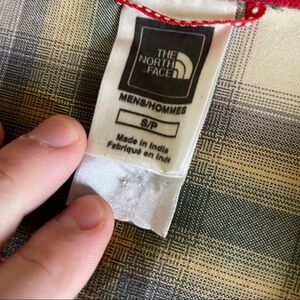 THE
NORTH
FACE
MENS/HOMMES
S/P
Made in India
Fabriqué en Inde